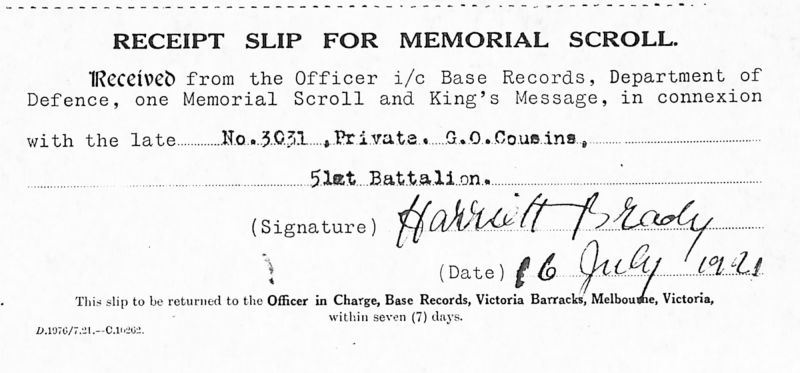 RECEIPT SLIP FOR MEMORIAL SCROLL.
Received from the Officer i/c Base Records, Department of
Defence, one Memorial Scroll and King's Message, in connexion
with the late No.3031 ,Private. G.O.Cousins,
51st Battalion.
(Signature) Harriett Brady
(Date) 16 July 1921
This slip to be returned to the Officer in Charge, Base Records, Victoria Barracks, Melbourne, Victoria,
within seven (7) days.
D.1976/7.21.—C.10262.